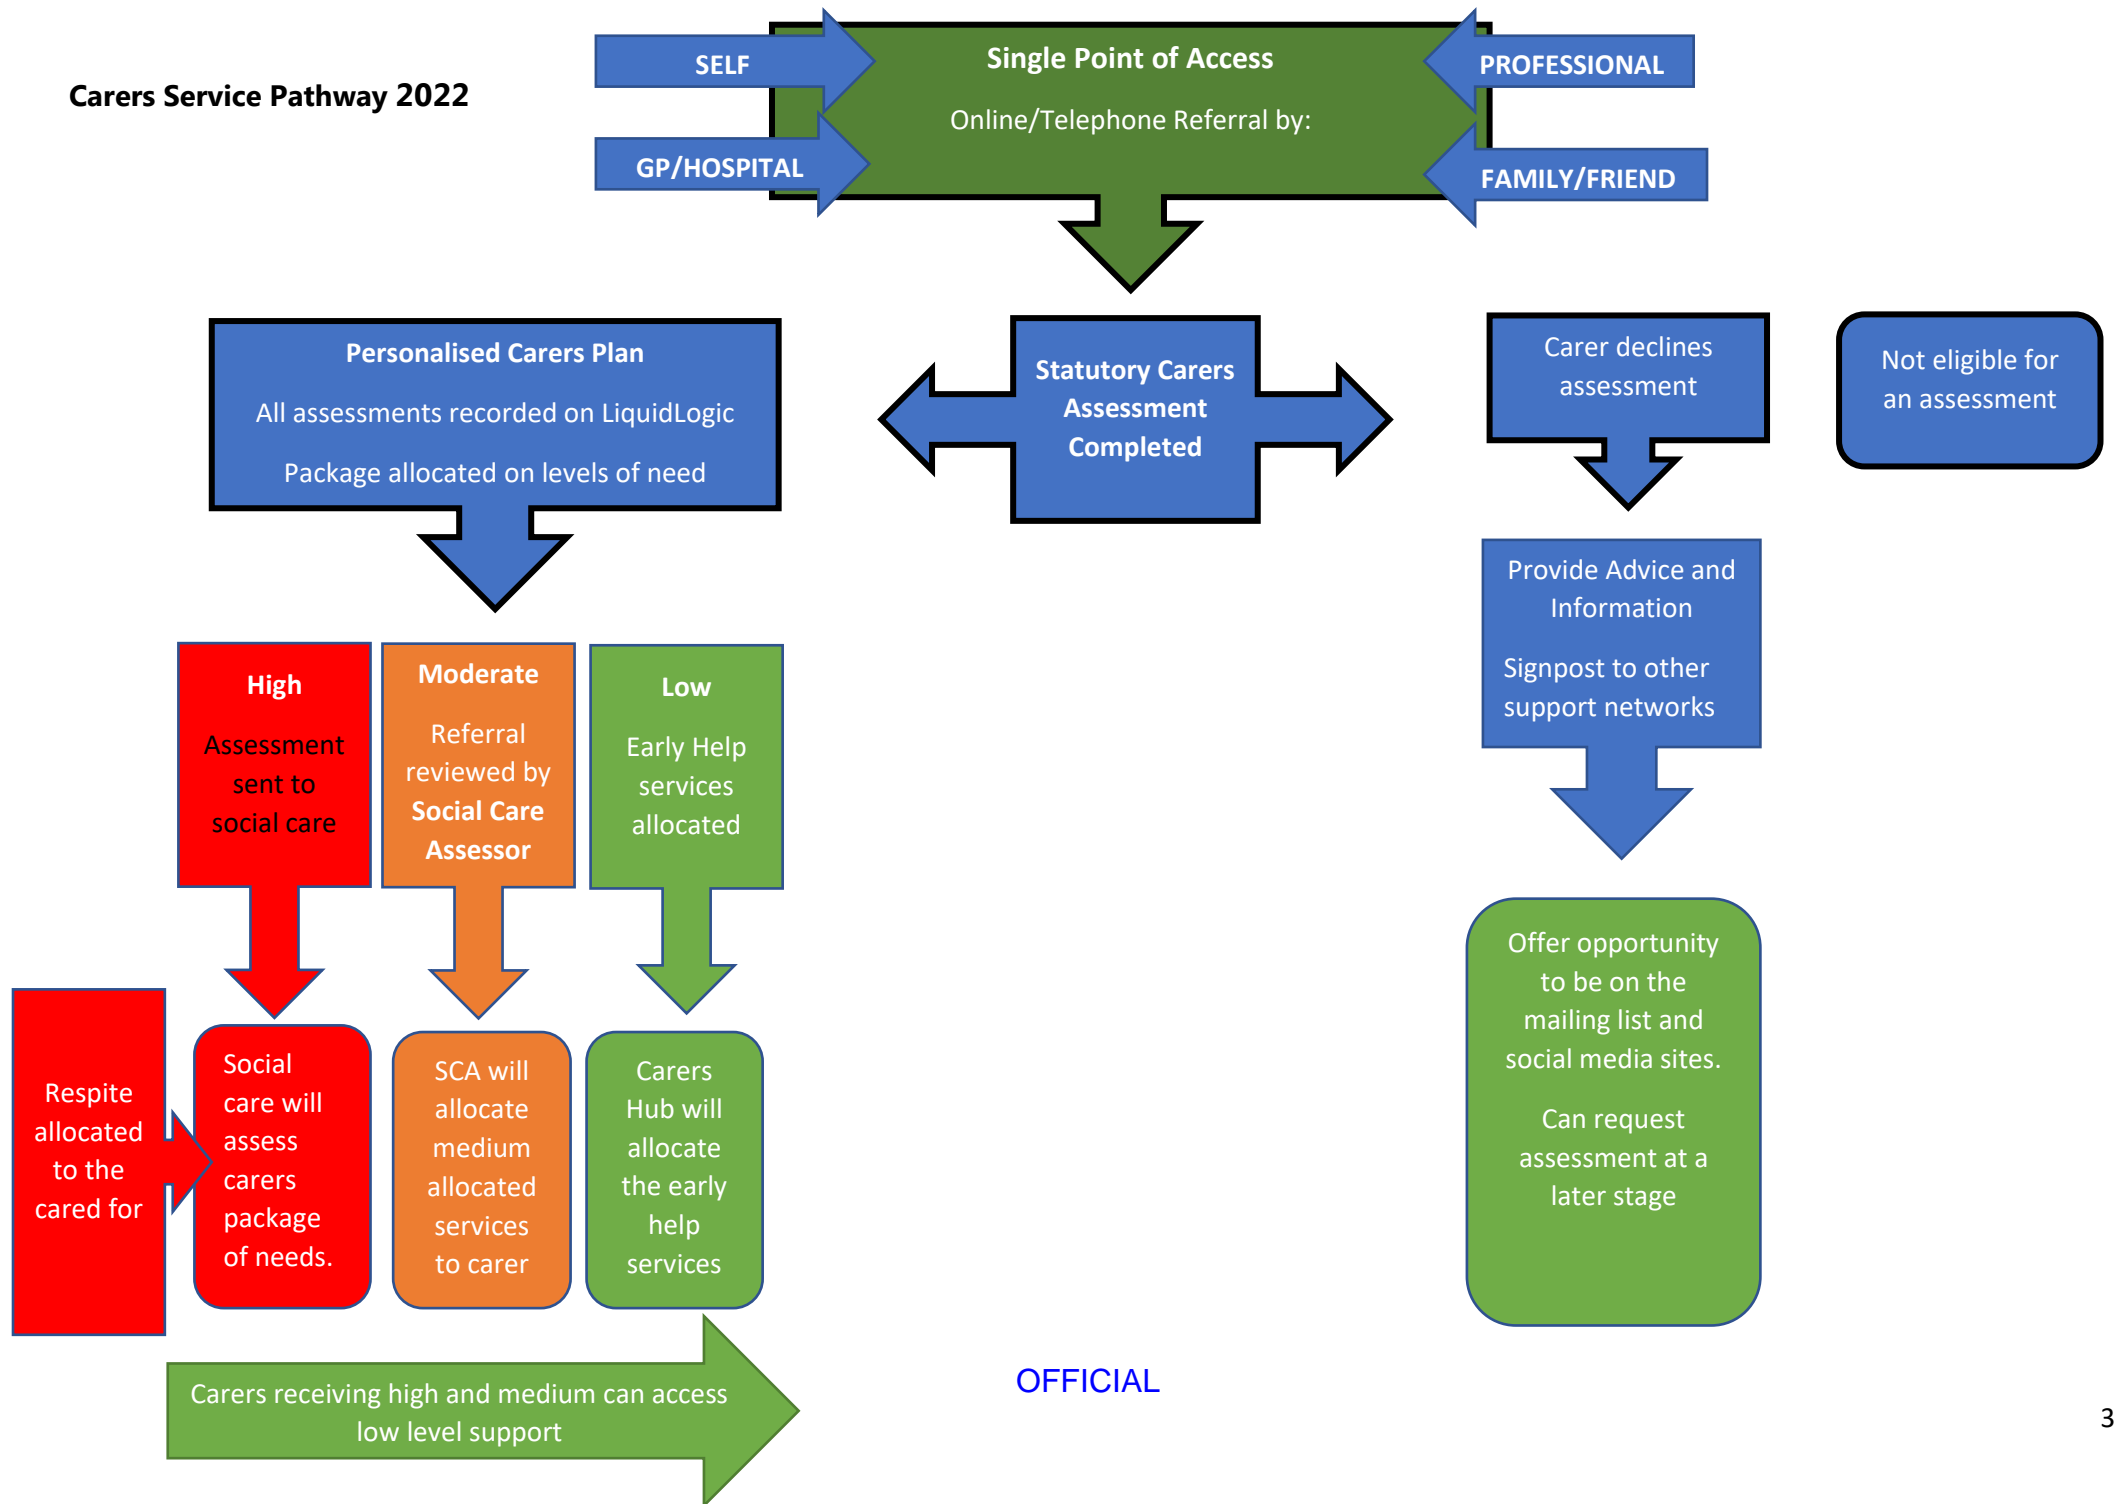 Carers Service Pathway 2022
SELF
GP/HOSPITAL
Single Point of Access
Online/Telephone Referral by:
PROFESSIONAL
FAMILY/FRIEND
Personalised Carers Plan
All assessments recorded on LiquidLogic
Package allocated on levels of need
Statutory Carers
Assessment
Completed
Carer declines
assessment
Not eligible for
an assessment
Provide Advice and
Information
Signpost to other
support networks
High
Assessment
sent to
social care
Moderate
Referral
reviewed by
Social Care
Assessor
Low
Early Help
services
allocated
Respite
allocated
to the
cared for
Social
care will
assess
carers
package
of needs.
SCA will
allocate
medium
allocated
services
to carer
Carers
Hub will
allocate
the early
help
services
Offer opportunity
to be on the
mailing list and
social media sites.
Can request
assessment at a
later stage
Carers receiving high and medium can access
low level support
OFFICIAL
3